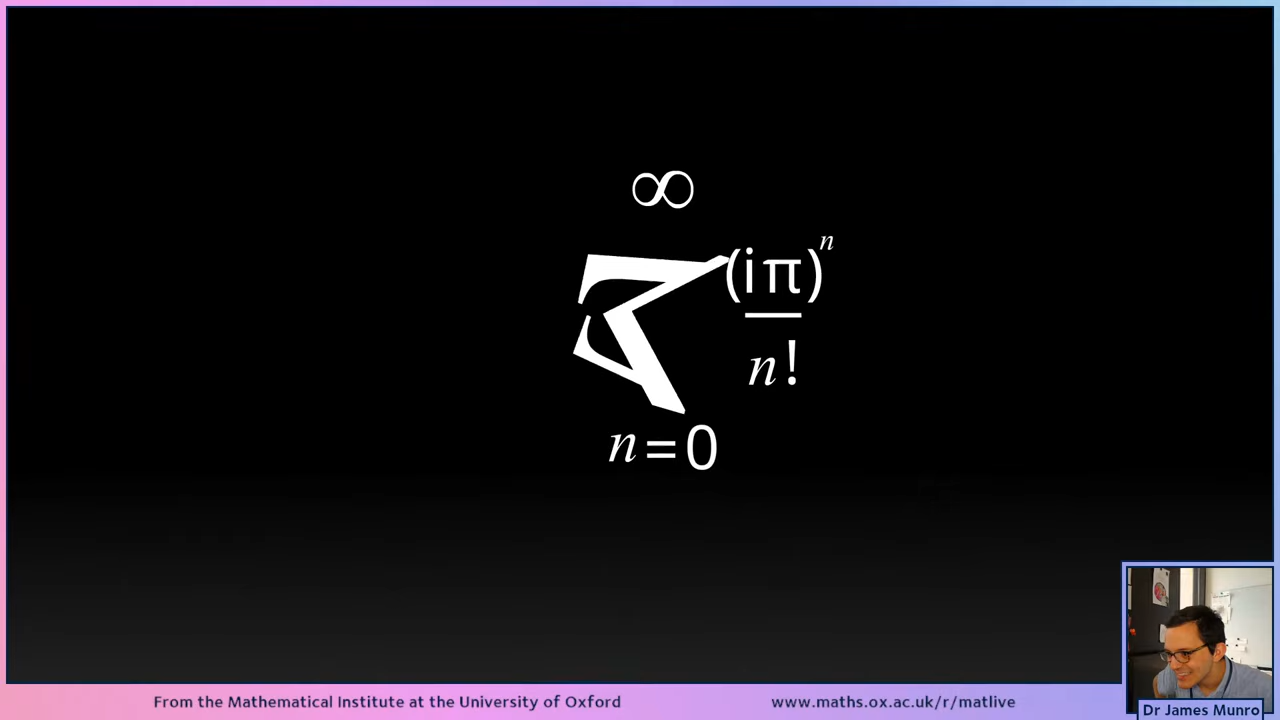 ∞
∑ (iπ)ⁿ
n!
n=0
From the Mathematical Institute at the University of Oxford
www.maths.ox.ac.uk/r/matlive
Dr James Munro